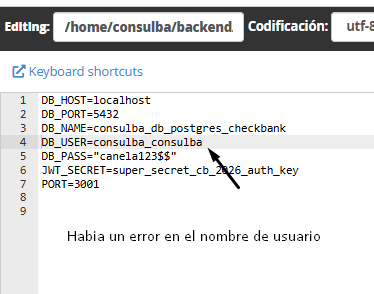 Editing: /home/consulba/backend/ Codificación: utf-8
Keyboard shortcuts
1 DB_HOST=localhost
2 DB_PORT=5432
3 DB_NAME=consulba_db_postgres_checkbank
4 DB_USER=consulba_consulba
5 DB_PASS="canela123$$"
6 JWT_SECRET=super_secret_cb_2026_auth_key
7 PORT=3001
8
9
Habia un error en el nombre de usuario